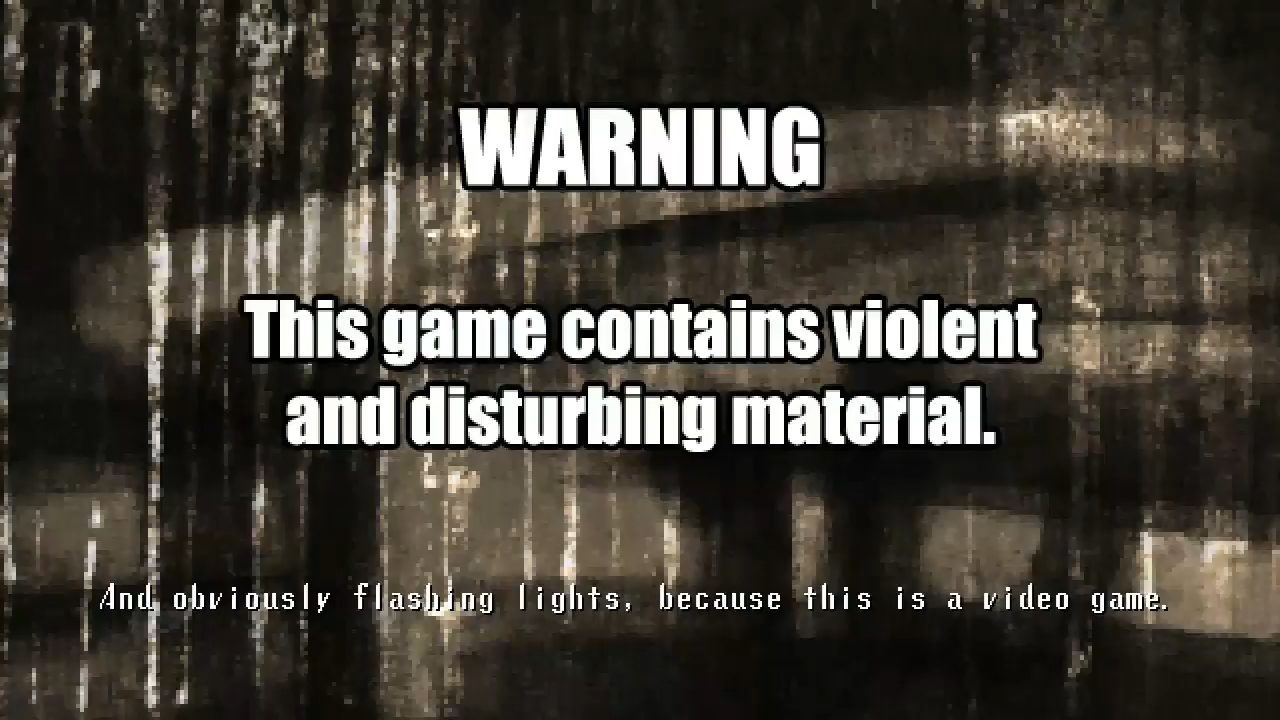 WARNING
This game contains violent
and disturbing material.
And obviously flashing lights, because this is a video game.